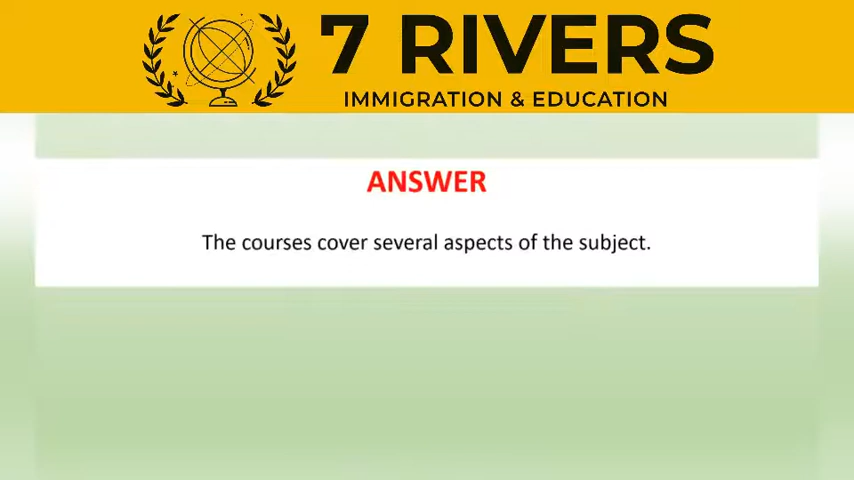 7 RIVERS
IMMIGRATION & EDUCATION
ANSWER
The courses cover several aspects of the subject.